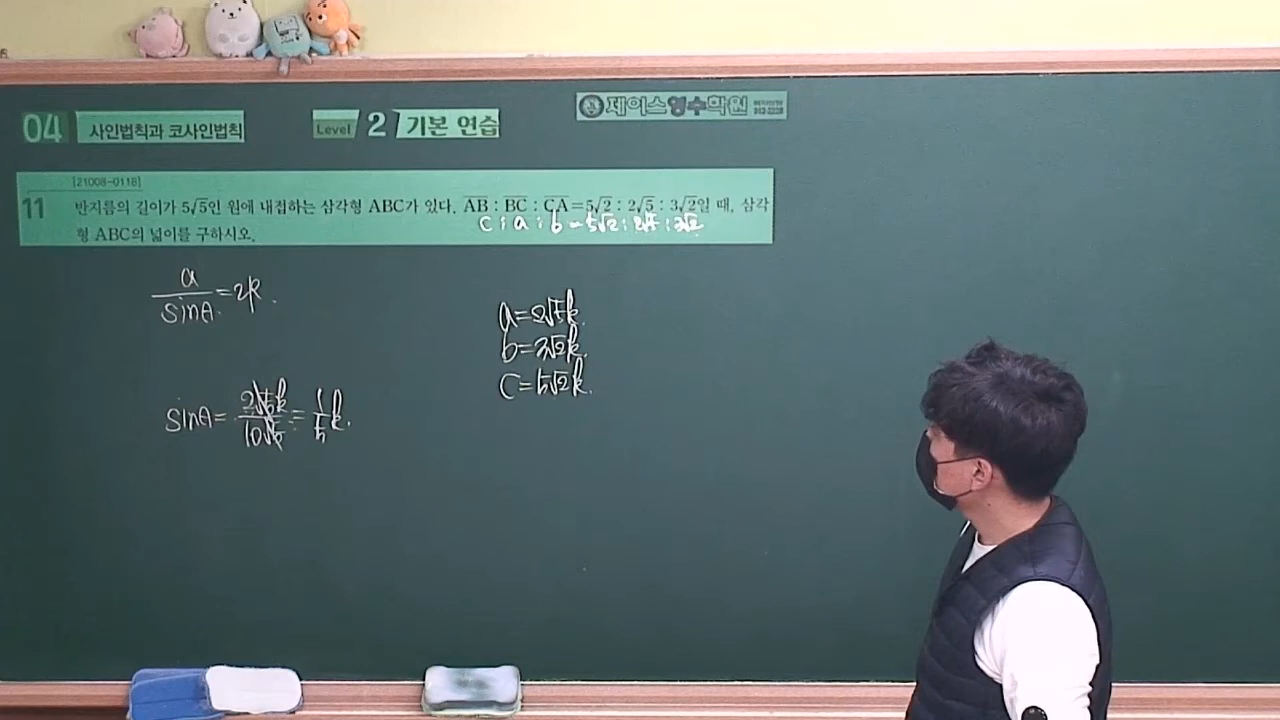 제이스영수학원
04 사인법칙과 코사인법칙 Level 2 기본 연습
[21008-0118]
11 반지름의 길이가 5√5인 원에 내접하는 삼각형 ABC가 있다. AB : BC : CA=5√2 : 2√5 : 3√2일 때, 삼각
형 ABC의 넓이를 구하시오.
c : a : b = 5√2 : 2√5 : 3√2
a/sinA = 2R.
a=2√5k.
b=3√2k.
c=5√2k.
sinA = 2√5k/10√5 = 1/5 k.